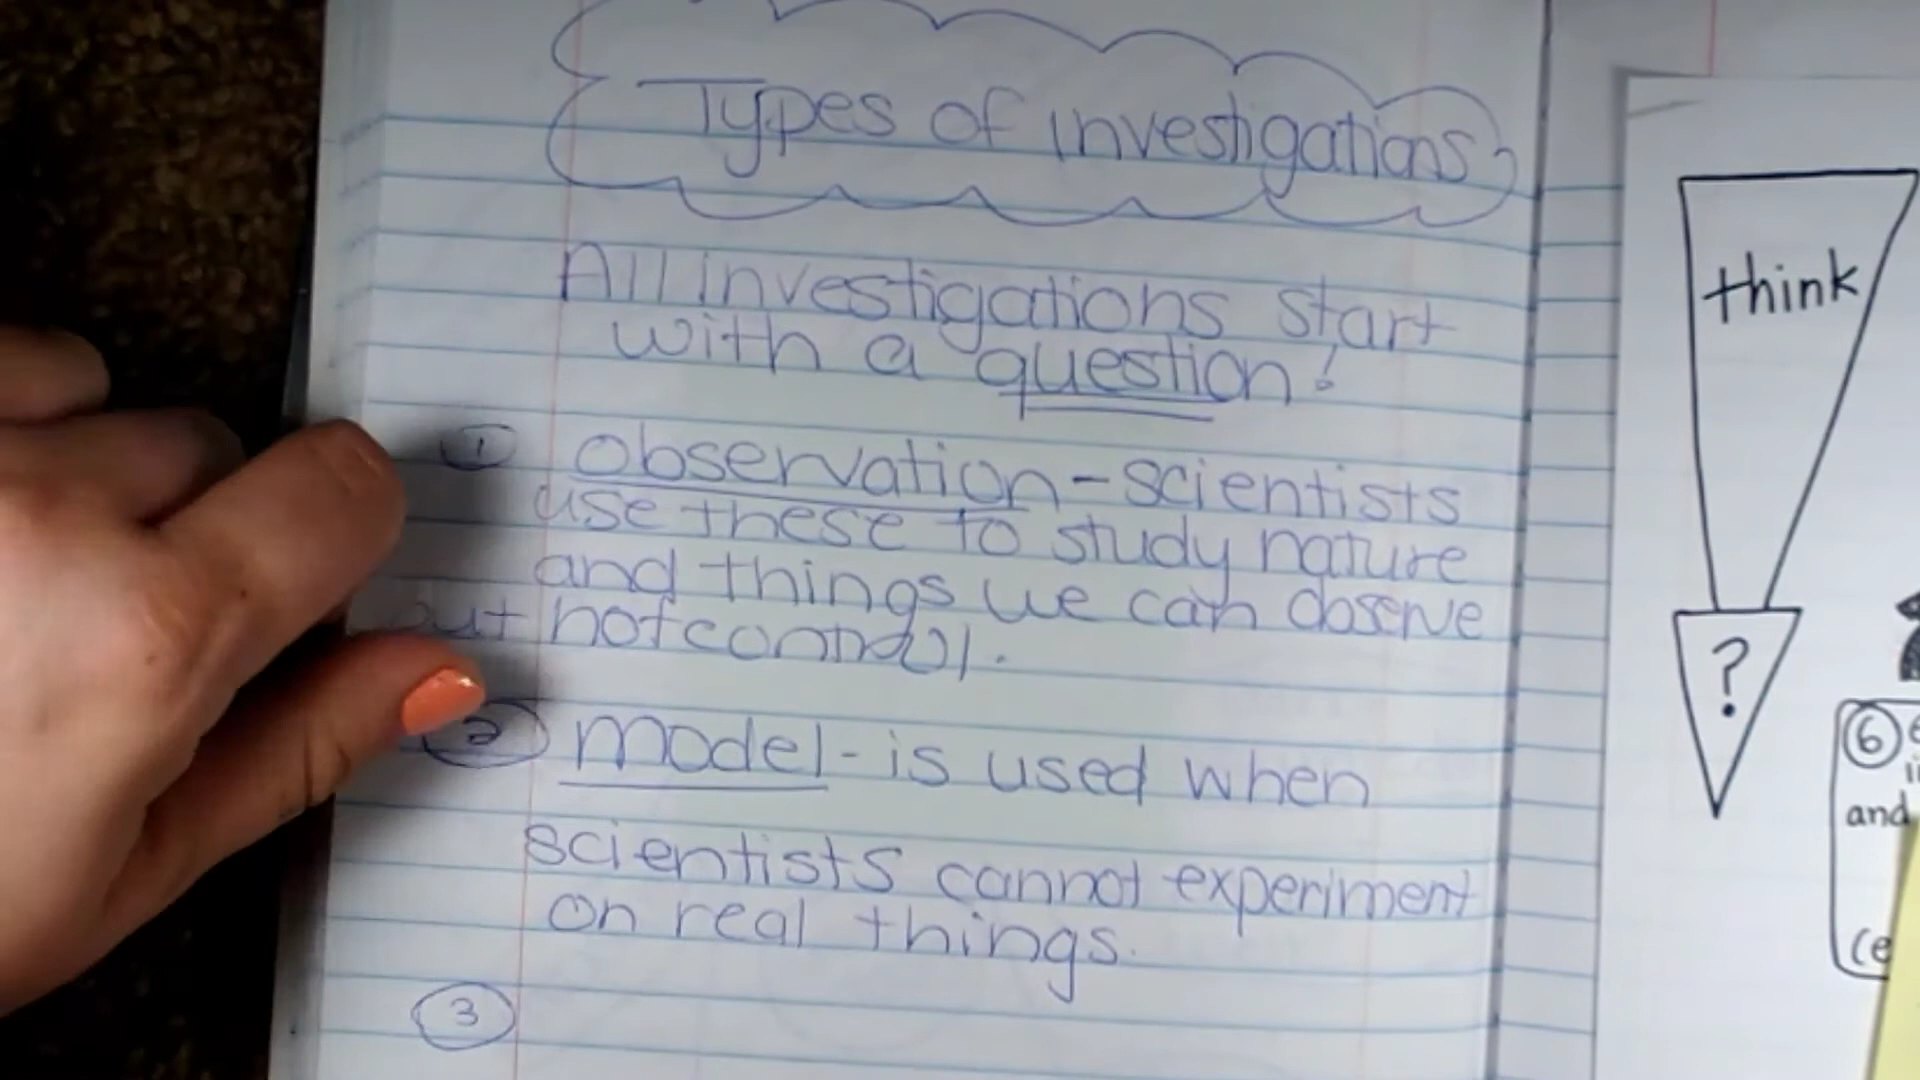 Types of investigations
All investigations start
with a question!
① observation-scientists
use these to study nature
and things we can observe
but not control.
② model - is used when
scientists cannot experiment
on real things.
③
think
?
⑥
and